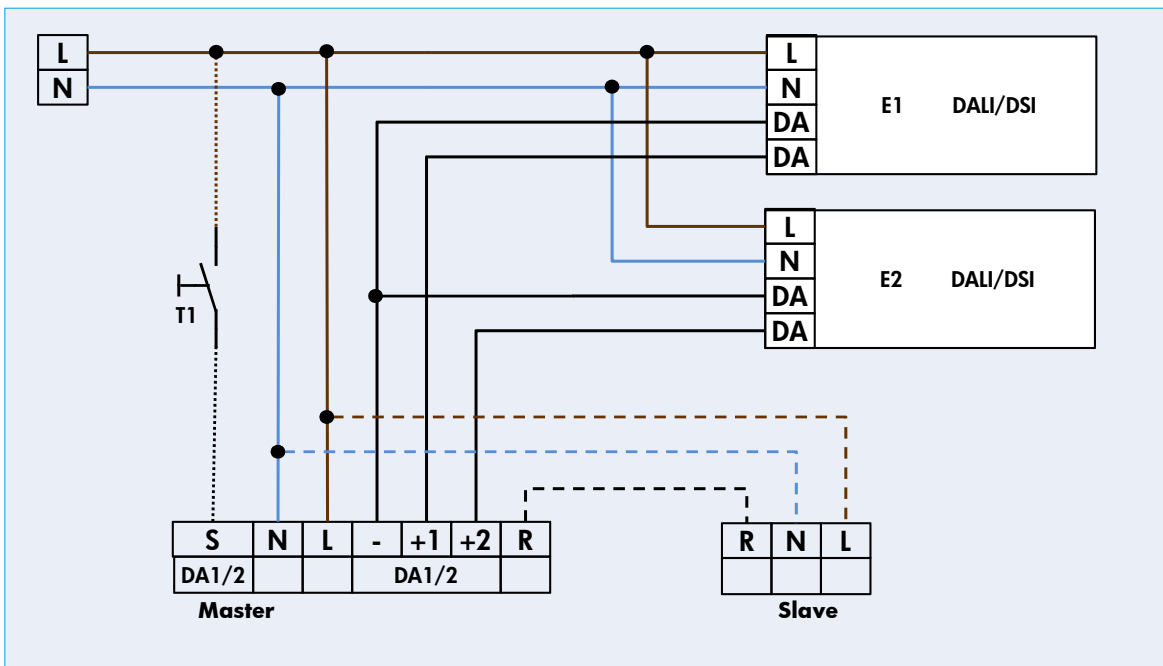 L
N
L
N
DA
DA
E1 DALI/DSI
L
N
DA
DA
E2 DALI/DSI
T1
S N L - +1 +2 R
DA1/2 DA1/2
Master
R N L
Slave